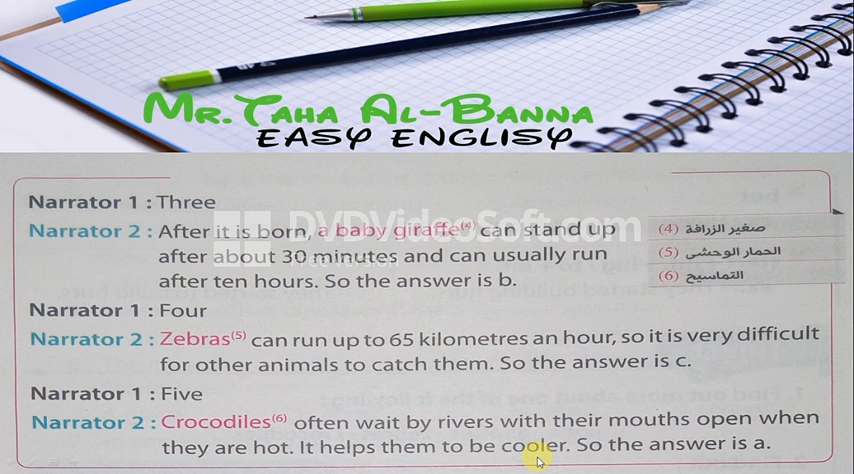 Mr. Taha Al-Banna
EASY ENGLISY
Narrator 1 : Three
Narrator 2 : After it is born, a baby giraffe(4) can stand up
after about 30 minutes and can usually run
after ten hours. So the answer is b.
(4) صغير الزرافة
(5) الحمار الوحشى
(6) التماسيح
DVDVideoSoft.com
Narrator 1 : Four
Narrator 2 : Zebras(5) can run up to 65 kilometres an hour, so it is very difficult
for other animals to catch them. So the answer is c.
Narrator 1 : Five
Narrator 2 : Crocodiles(6) often wait by rivers with their mouths open when
they are hot. It helps them to be cooler. So the answer is a.